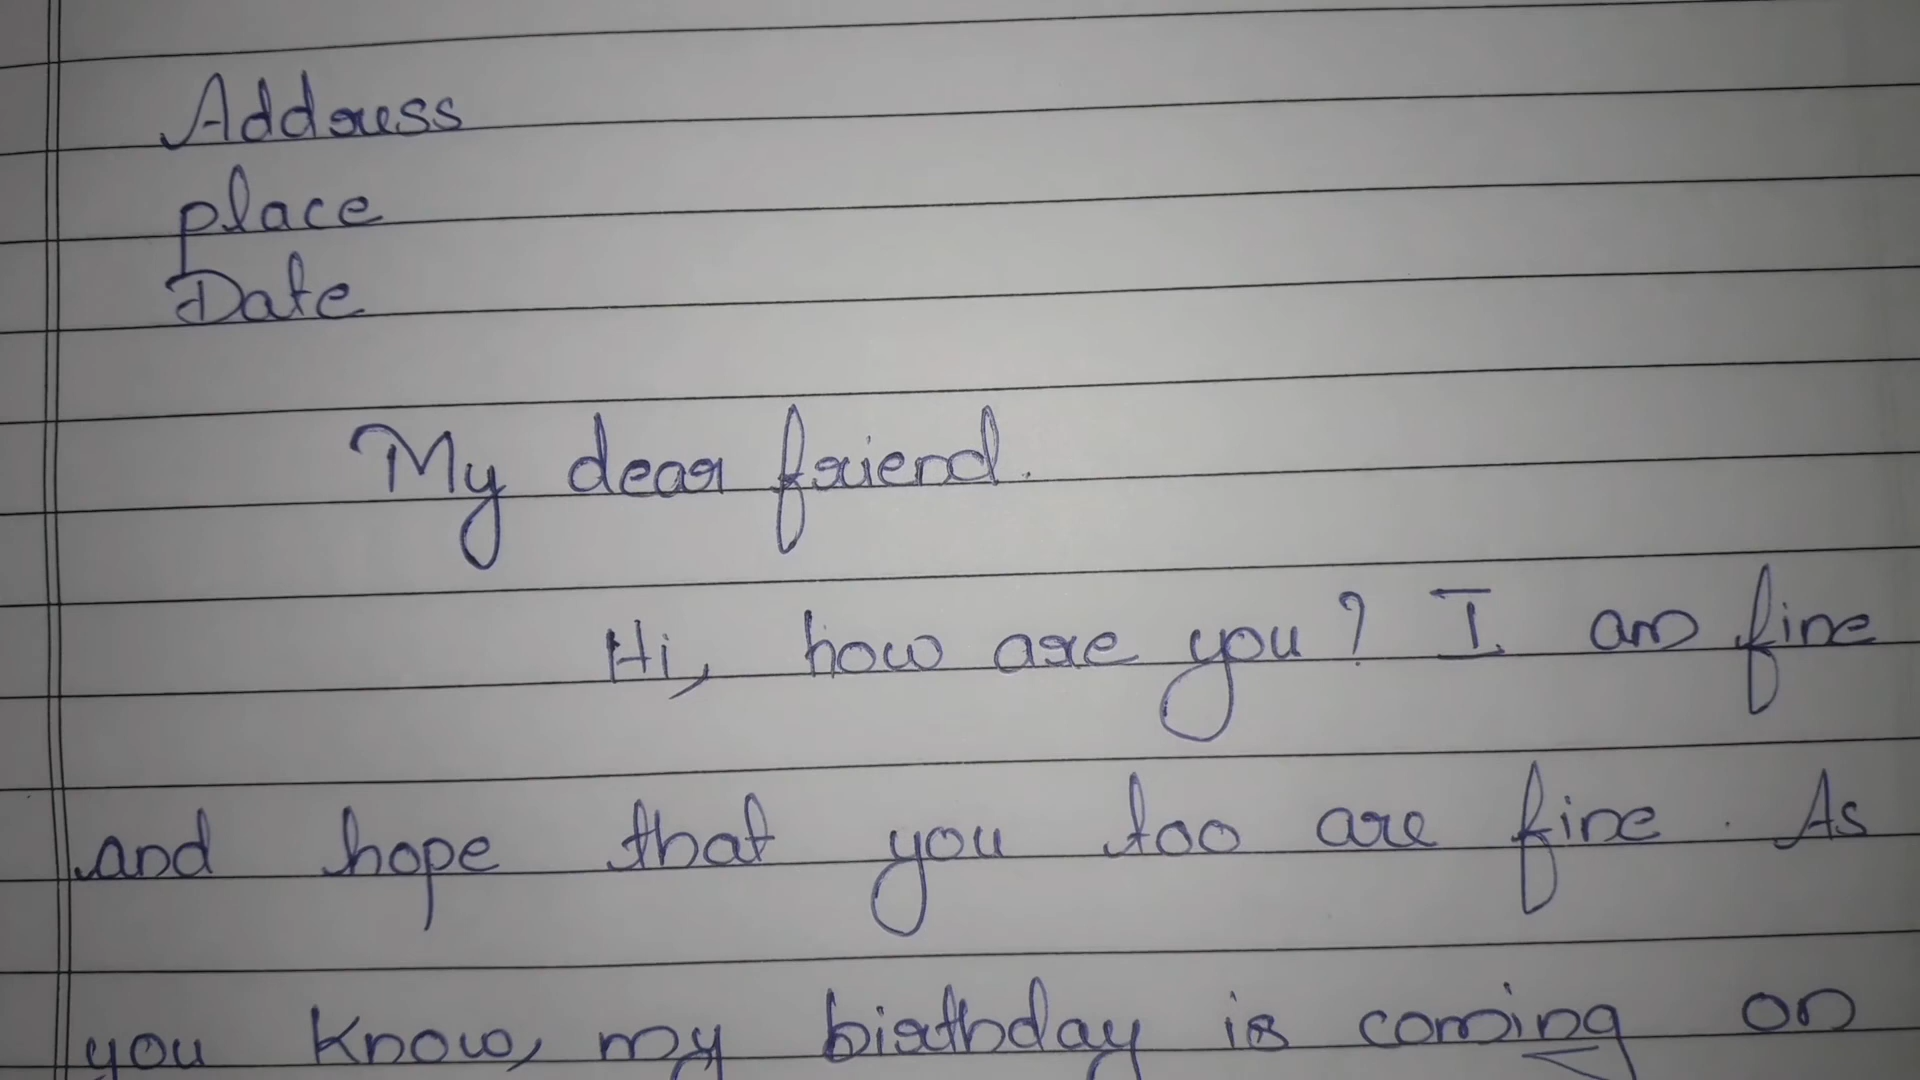 Address
place
Date
My dear friend.
Hi, how are you? I am fine
and hope that you too are fine. As
you know, my birthday is coming on